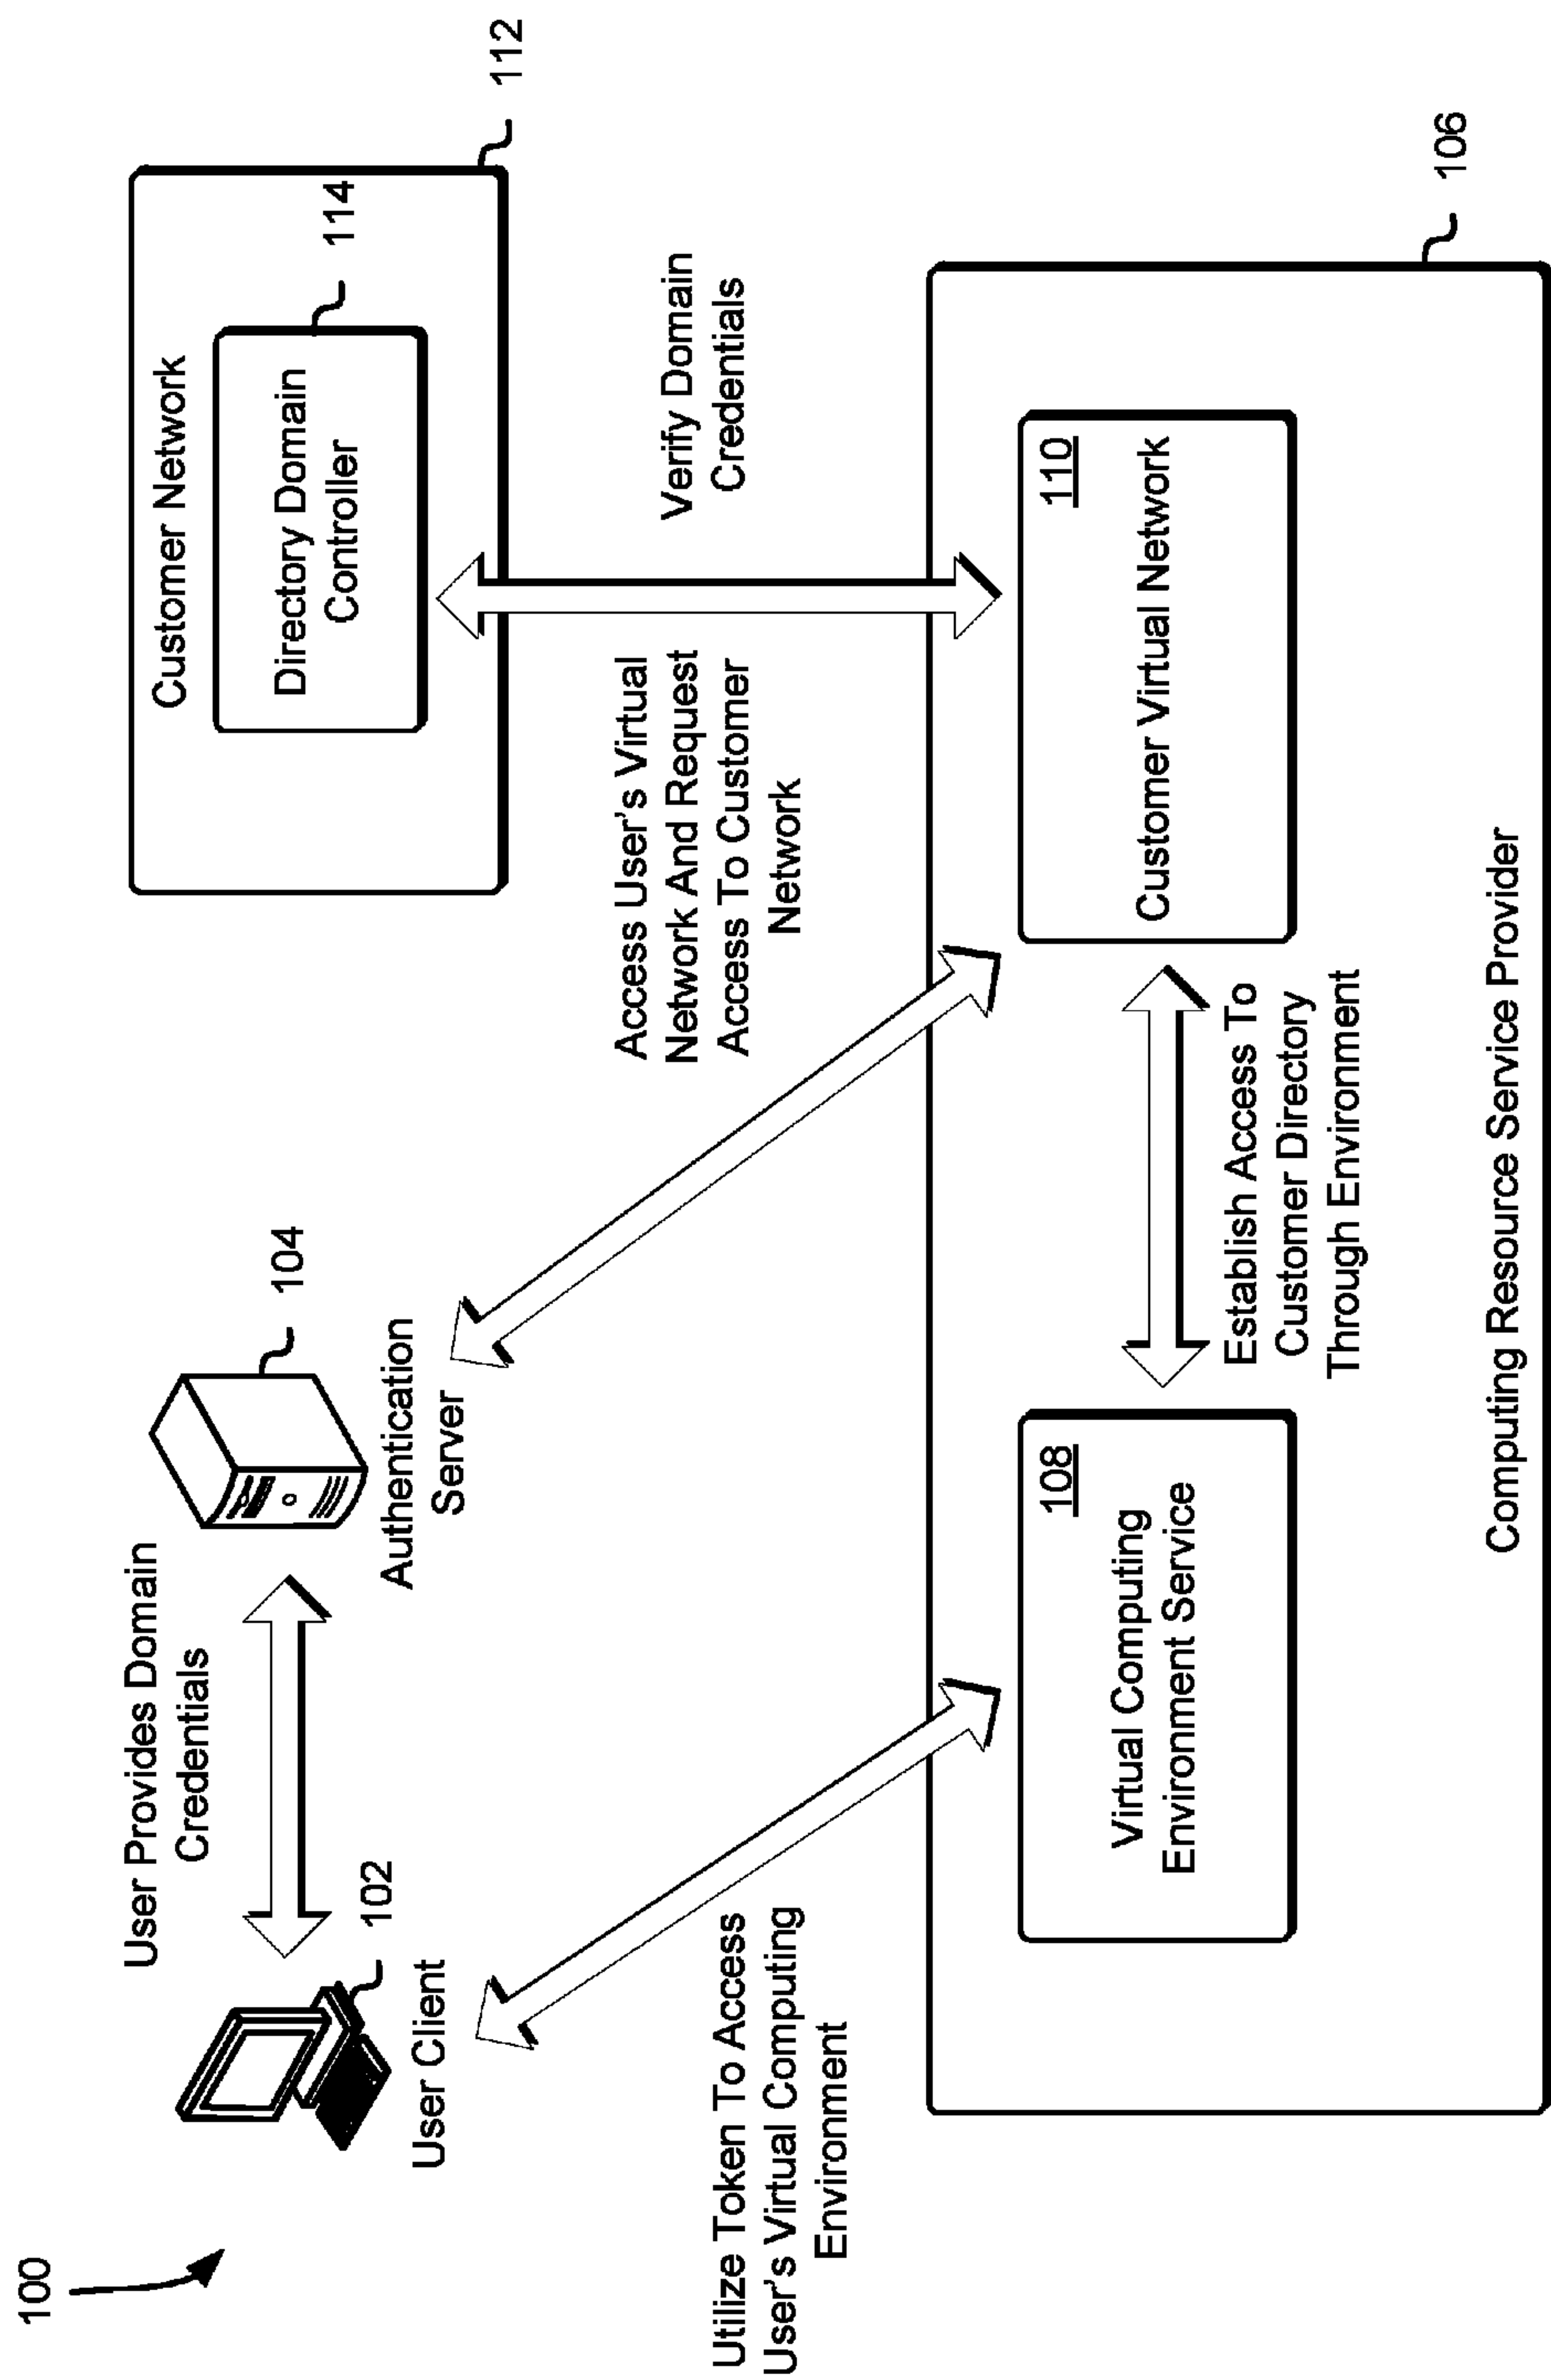 100
User Provides Domain
Credentials
104
102
User Client
Authentication
Server
112
Customer Network
114
Directory Domain
Controller
Utilize Token To Access
User's Virtual Computing
Environment
Access User's Virtual
Network And Request
Access To Customer
Network
Verify Domain
Credentials
106
108
Virtual Computing
Environment Service
Establish Access To
Customer Directory
Through Environment
110
Customer Virtual Network
Computing Resource Service Provider